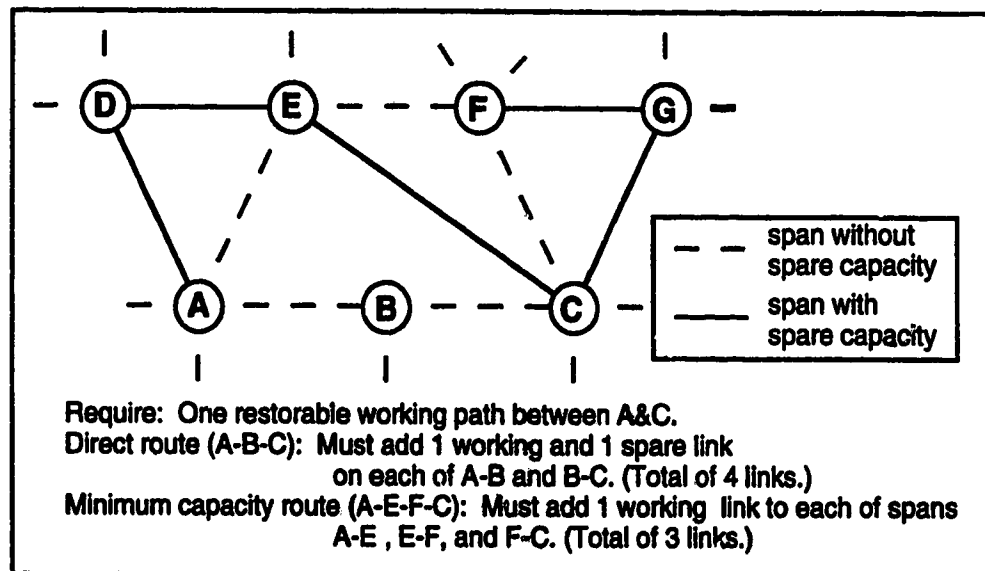 D E F G
span without
spare capacity
A B C
span with
spare capacity
Require: One restorable working path between A&C.
Direct route (A-B-C): Must add 1 working and 1 spare link
on each of A-B and B-C. (Total of 4 links.)
Minimum capacity route (A-E-F-C): Must add 1 working link to each of spans
A-E , E-F, and F-C. (Total of 3 links.)